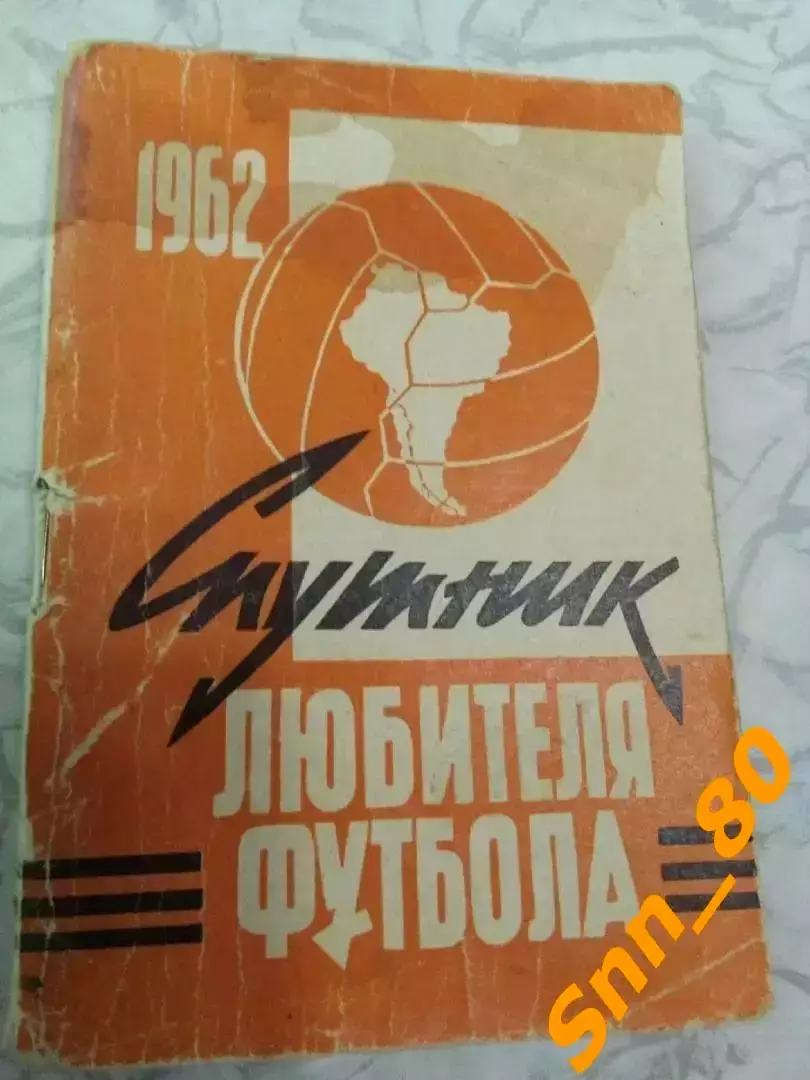 1962
Спутник
ЛЮБИТЕЛЯ
ФУТБОЛА
Snn_80